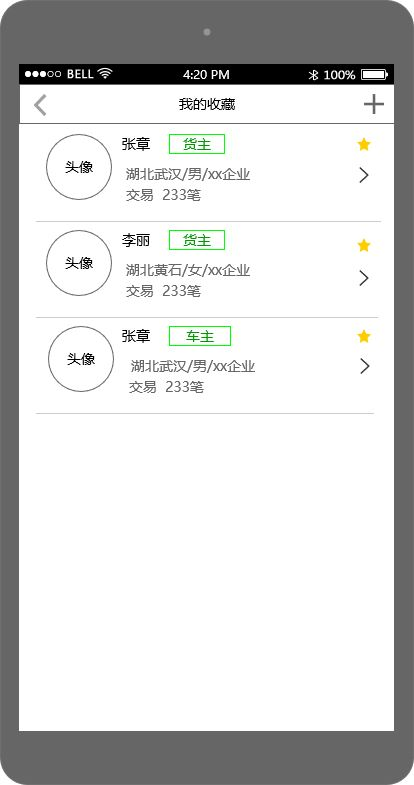 BELL 4:20 PM 100%
我的收藏
头像
张章 货主
湖北武汉/男/xx企业
交易 233笔
头像
李丽 货主
湖北黄石/女/xx企业
交易 233笔
头像
张章 车主
湖北武汉/男/xx企业
交易 233笔